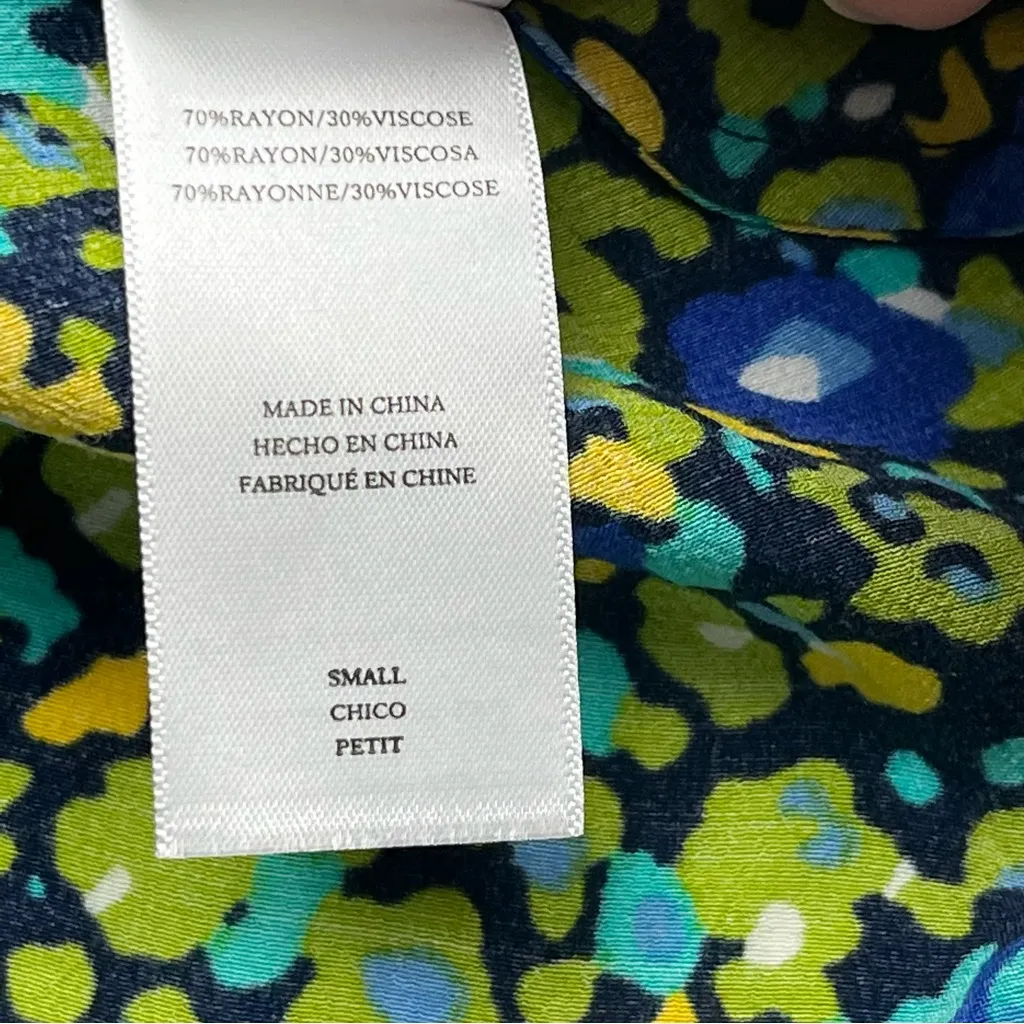 70%RAYON/30%VISCOSE
70%RAYON/30%VISCOSA
70%RAYONNE/30%VISCOSE
MADE IN CHINA
HECHO EN CHINA
FABRIQUÉ EN CHINE
SMALL
CHICO
PETIT